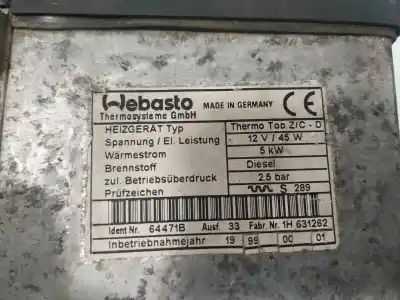 Webasto
MADE IN GERMANY
Thermosysteme GmbH
CE
HEIZGERÄT Typ Thermo Top Z/C - D
Spannung / El. Leistung 12 V / 45 W
Wärmestrom 5 kW
Brennstoff Diesel
zul. Betriebsüberdruck 2.5 bar
Prüfzeichen S 289
Ident Nr. 64471B Ausf. 33 Fabr. Nr. 1H 631262
Inbetriebnahmejahr 19 99 00 01